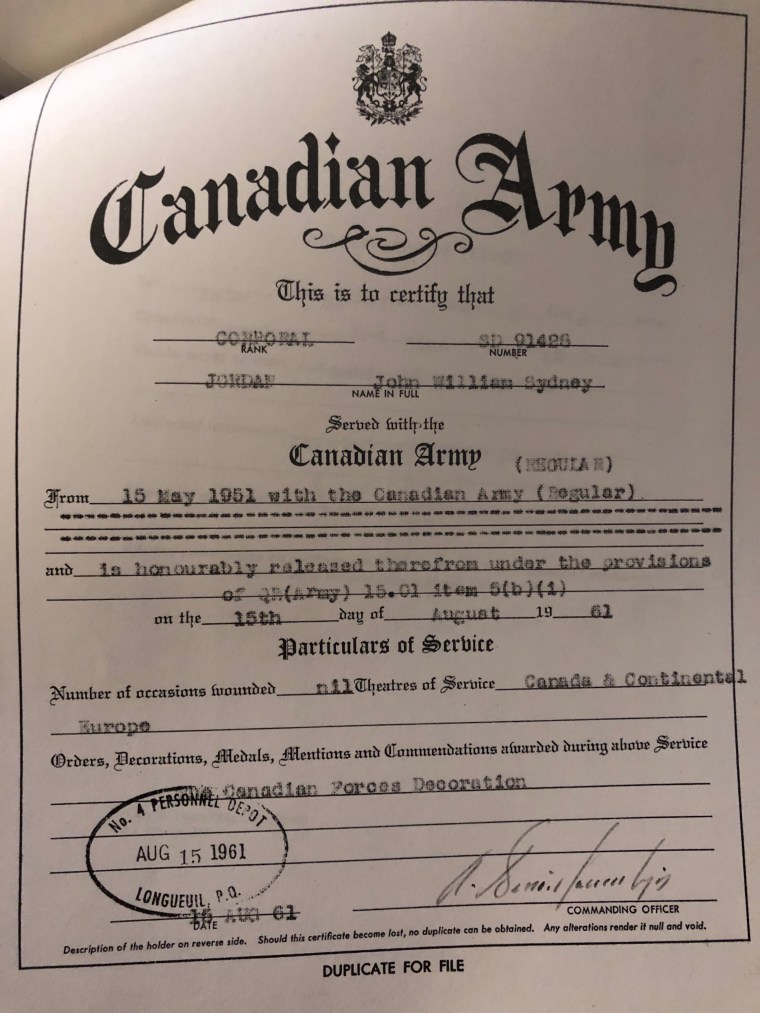 Canadian Army
This is to certify that
CORPORAL SD 91428
RANK NUMBER
JORDAN John William Sydney
NAME IN FULL
Served with the
Canadian Army (REGULAR)
From 15 May 1951 with the Canadian Army (Regular)
and is honourably released therefrom under the provisions
of QR(Army) 15.01 item 5(b)(i)
on the 15th day of August 19 61
Particulars of Service
Number of occasions wounded nil Theatres of Service Canada & Continental
Europe
Orders, Decorations, Medals, Mentions and Commendations awarded during above Service
The Canadian Forces Decoration
No. 4 PERSONNEL DEPOT
AUG 15 1961
LONGUEUIL, P.Q.
15 AUG 61
DATE
COMMANDING OFFICER
Description of the holder on reverse side. Should this certificate become lost, no duplicate can be obtained. Any alterations render it null and void.
DUPLICATE FOR FILE